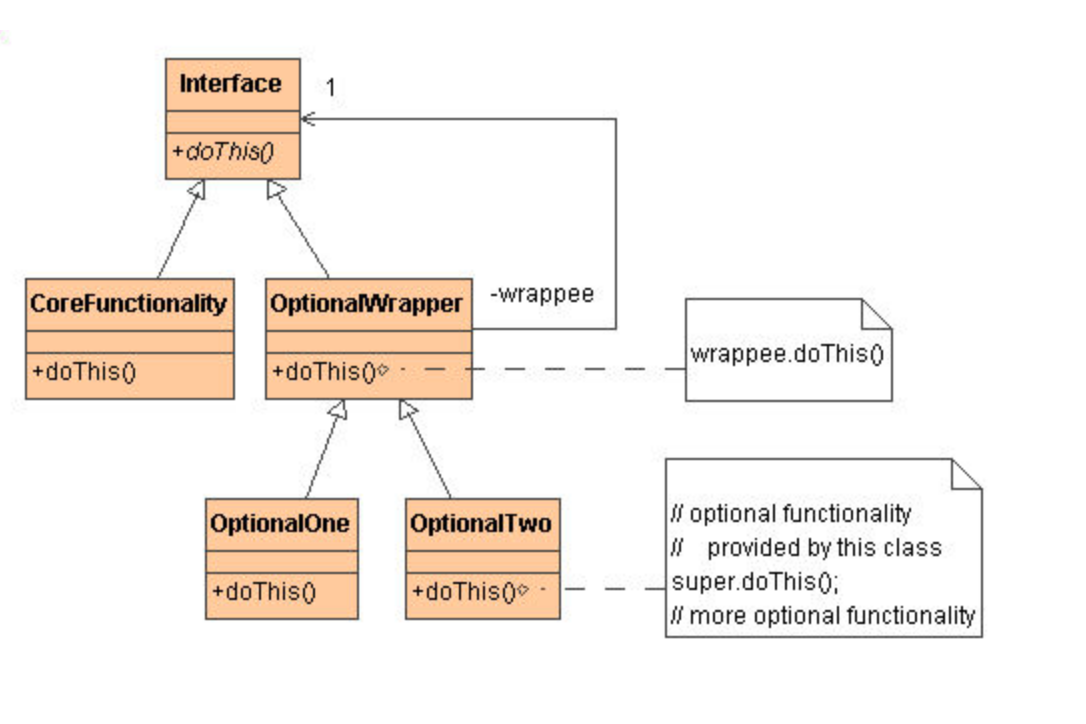 Interface
1
+doThis()
CoreFunctionality
OptionalWrapper
-wrappee
+doThis()
+doThis()
wrappee.doThis()
OptionalOne
OptionalTwo
+doThis()
+doThis()
// optional functionality
//    provided by this class
super.doThis();
// more optional functionality